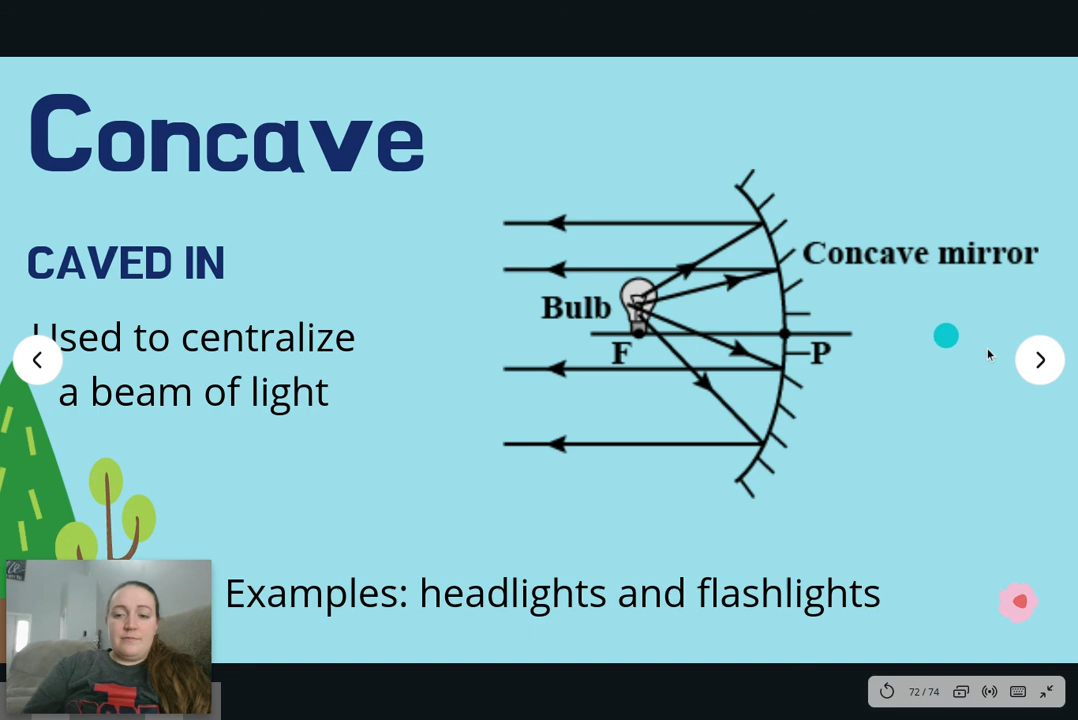 Concave
CAVED IN
Used to centralize
a beam of light
Concave mirror
Bulb
F
P
Examples: headlights and flashlights
72 / 74